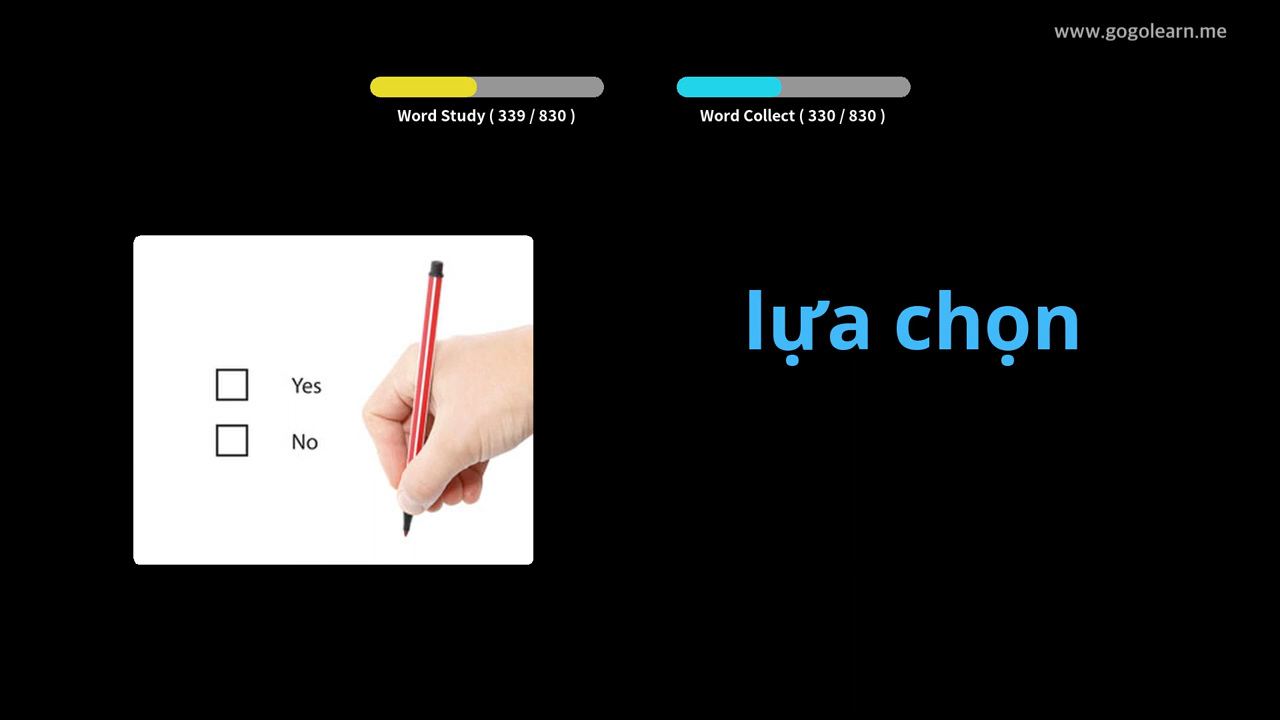 www.gogolearn.me
Word Study ( 339 / 830 )
Word Collect ( 330 / 830 )
Yes
No
lựa chọn